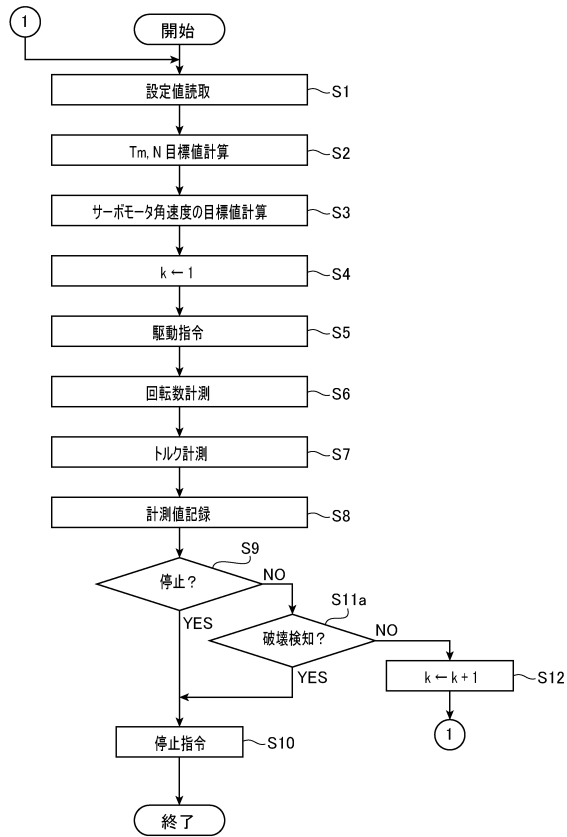 1
開始
設定値読取
S1
Tm, N 目標値計算
S2
サーボモータ角速度の目標値計算
S3
k ← 1
S4
駆動指令
S5
回転数計測
S6
トルク計測
S7
計測値記録
S8
停止?
S9
NO
YES
破壊検知?
S11a
NO
YES
k ← k + 1
S12
1
停止指令
S10
終了